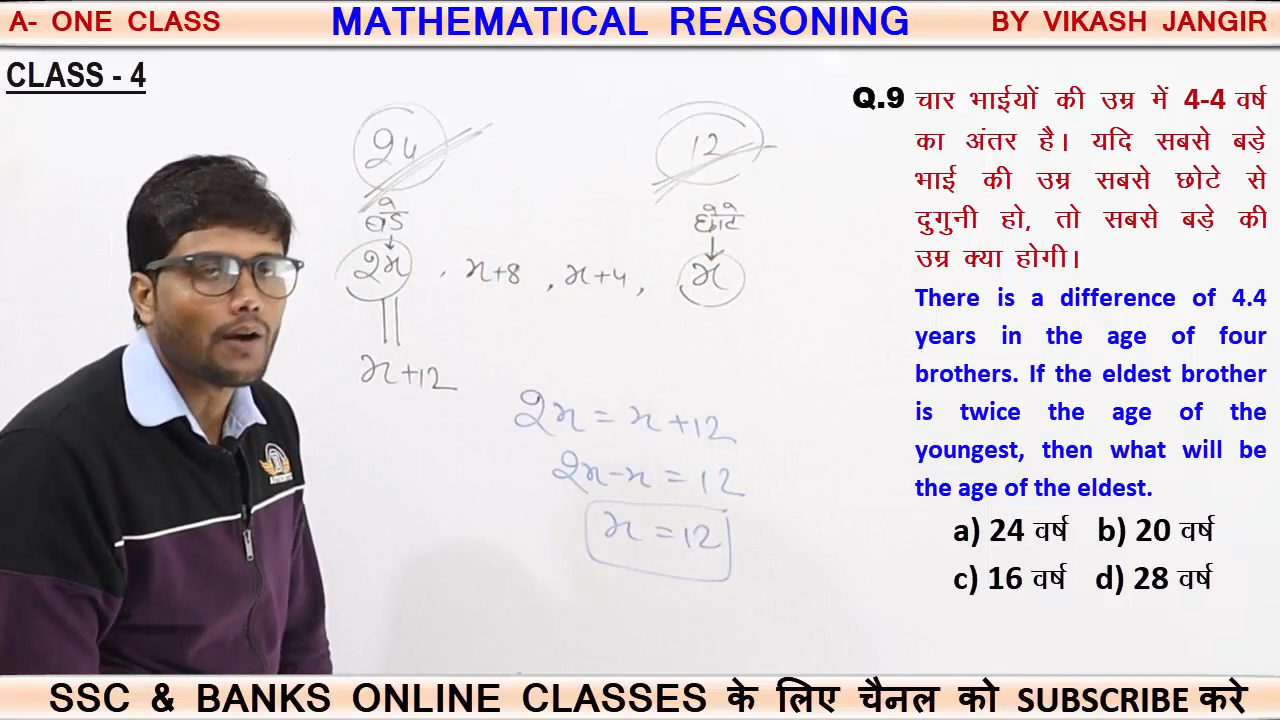 A- ONE CLASS
MATHEMATICAL REASONING
BY VIKASH JANGIR
CLASS - 4
24
12
बडे
छोटे
2x , x+8 , x+4 , x
x+12
2x = x+12
2x-x = 12
x = 12
Q.9 चार भाईयों की उम्र में 4-4 वर्ष
का अंतर है। यदि सबसे बड़े
भाई की उम्र सबसे छोटे से
दुगुनी हो, तो सबसे बड़े की
उम्र क्या होगी।
There is a difference of 4.4
years in the age of four
brothers. If the eldest brother
is twice the age of the
youngest, then what will be
the age of the eldest.
a) 24 वर्ष b) 20 वर्ष
c) 16 वर्ष d) 28 वर्ष
SSC & BANKS ONLINE CLASSES के लिए चैनल को SUBSCRIBE करे